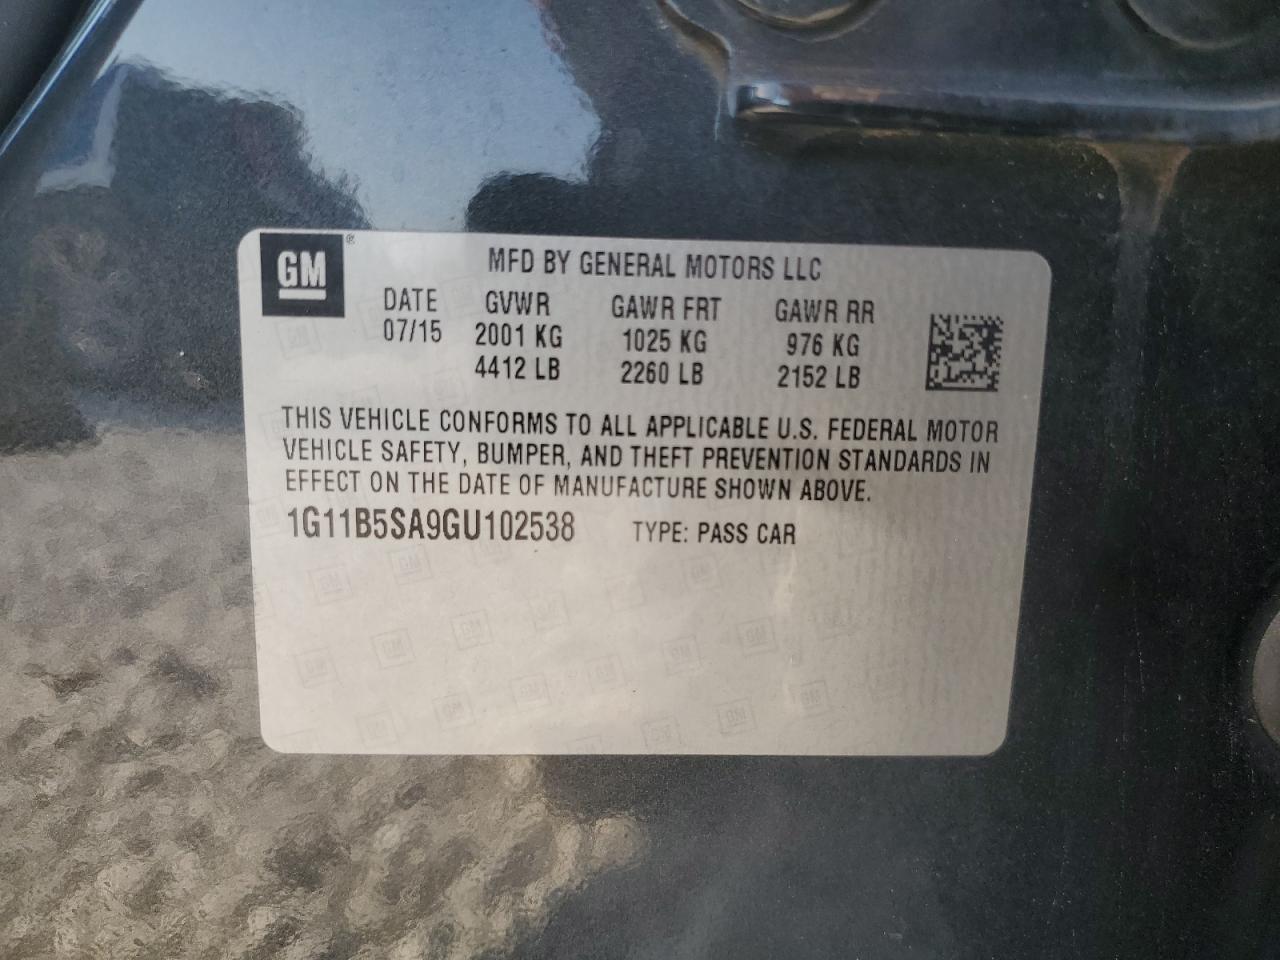 GM ®
MFD BY GENERAL MOTORS LLC
DATE GVWR GAWR FRT GAWR RR
07/15 2001 KG 1025 KG 976 KG
4412 LB 2260 LB 2152 LB
THIS VEHICLE CONFORMS TO ALL APPLICABLE U.S. FEDERAL MOTOR
VEHICLE SAFETY, BUMPER, AND THEFT PREVENTION STANDARDS IN
EFFECT ON THE DATE OF MANUFACTURE SHOWN ABOVE.
1G11B5SA9GU102538 TYPE: PASS CAR